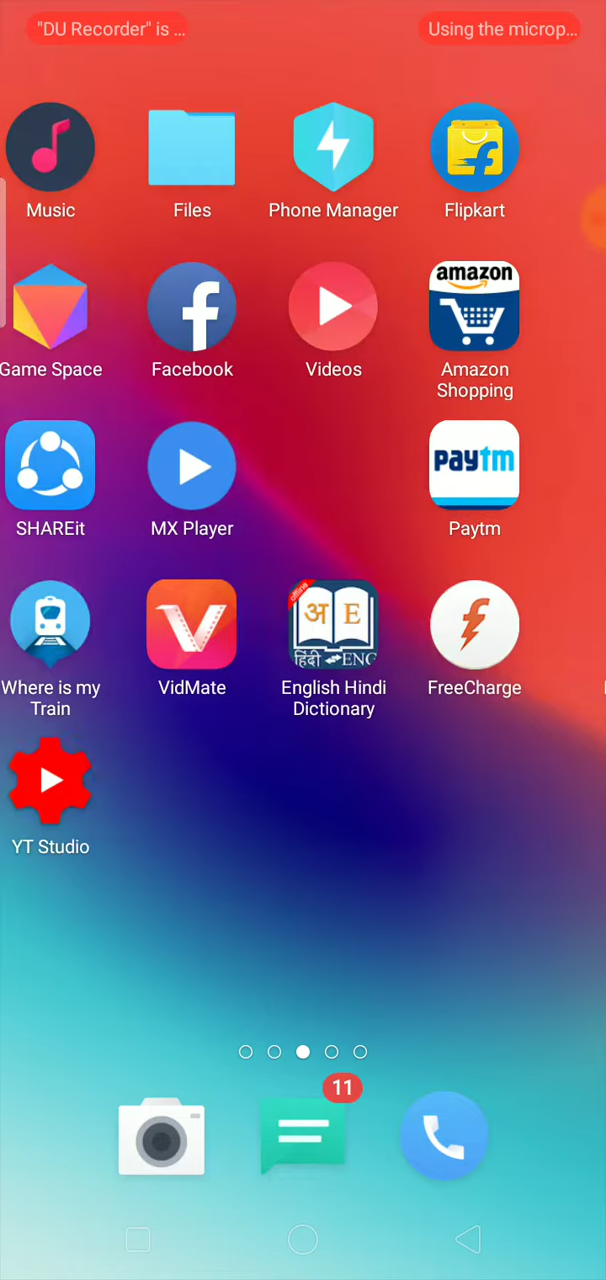 "DU Recorder" is ...
Using the microp...
Music
Files
Phone Manager
Flipkart
amazon
Game Space
Facebook
Videos
Amazon
Shopping
paytm
SHAREit
MX Player
Paytm
offline
अ E
हिंदी ENG
Where is my
Train
VidMate
English Hindi
Dictionary
FreeCharge
YT Studio
11